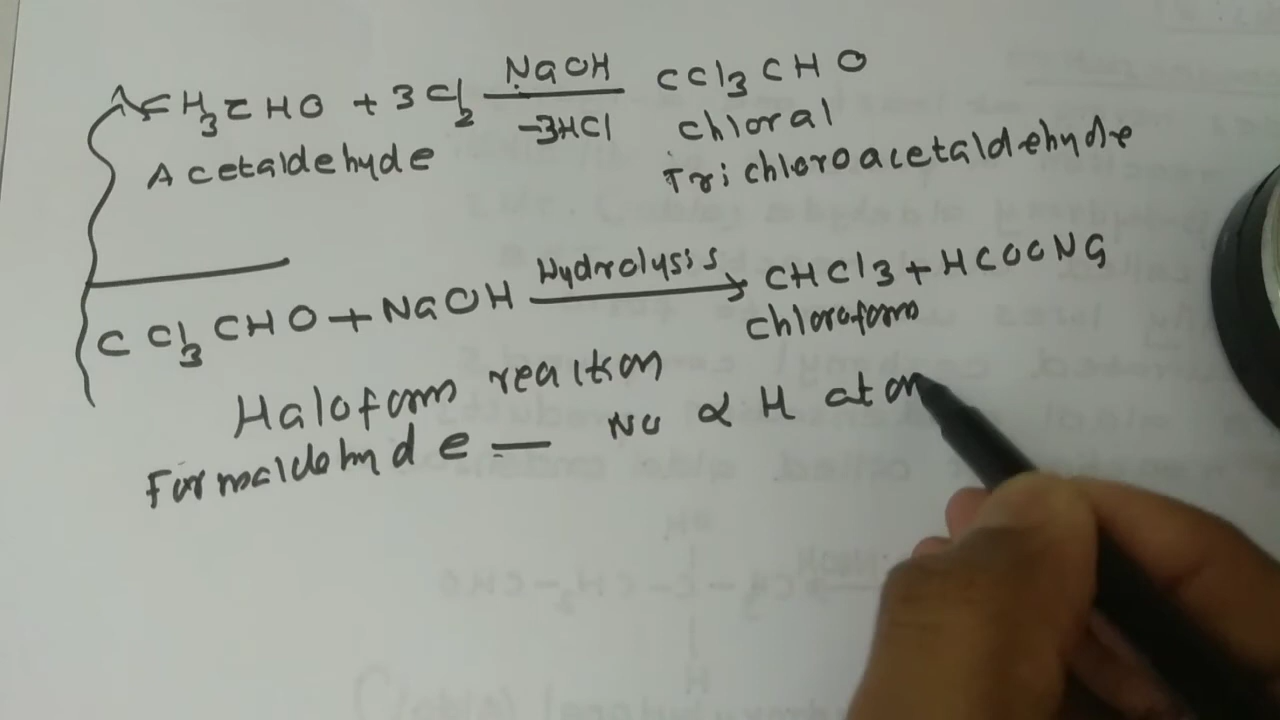 CH3CHO + 3Cl2 NaOH CCl3CHO
-3HCl
Acetaldehyde chloral
Trichloroacetaldehyde
CCl3CHO + NaOH Hydrolysis → CHCl3 + HCOONa
chloroform
Haloform reaction
Formaldehyde — No α H atom